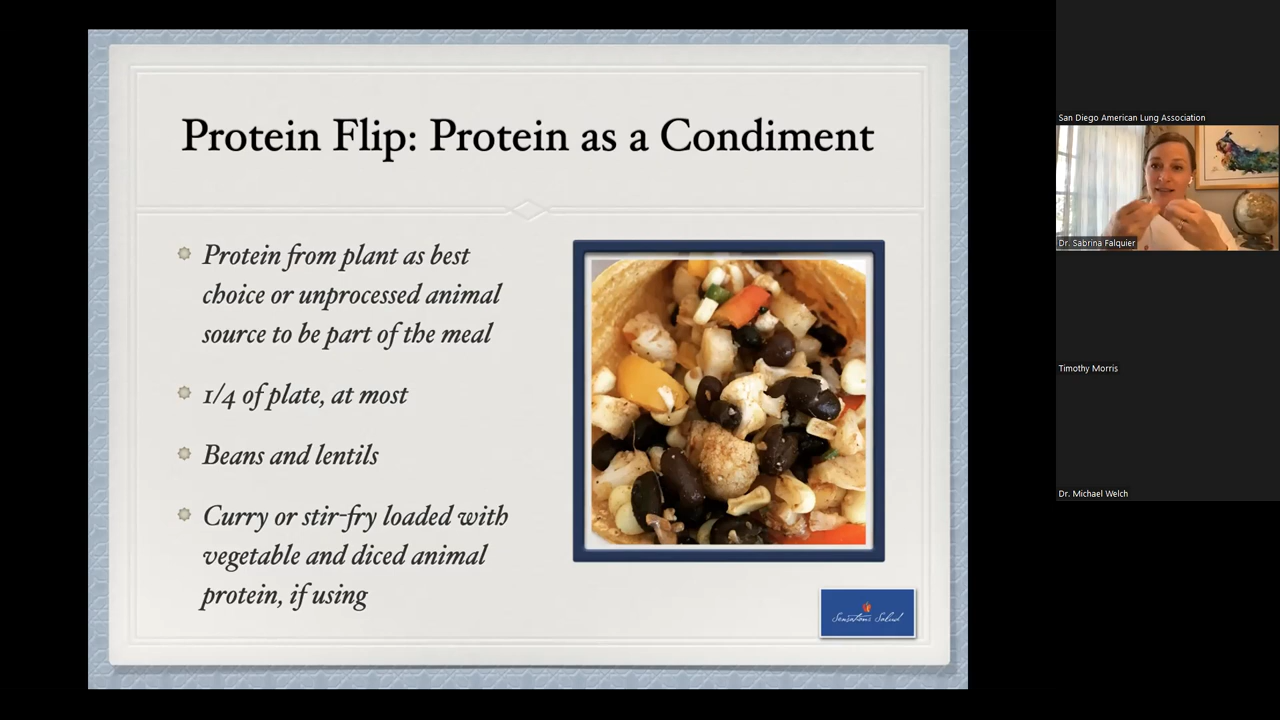 Protein Flip: Protein as a Condiment
Protein from plant as best
choice or unprocessed animal
source to be part of the meal
1/4 of plate, at most
Beans and lentils
Curry or stir-fry loaded with
vegetable and diced animal
protein, if using
Sensations Salud
San Diego American Lung Association
Dr. Sabrina Falquier
Timothy Morris
Dr. Michael Welch